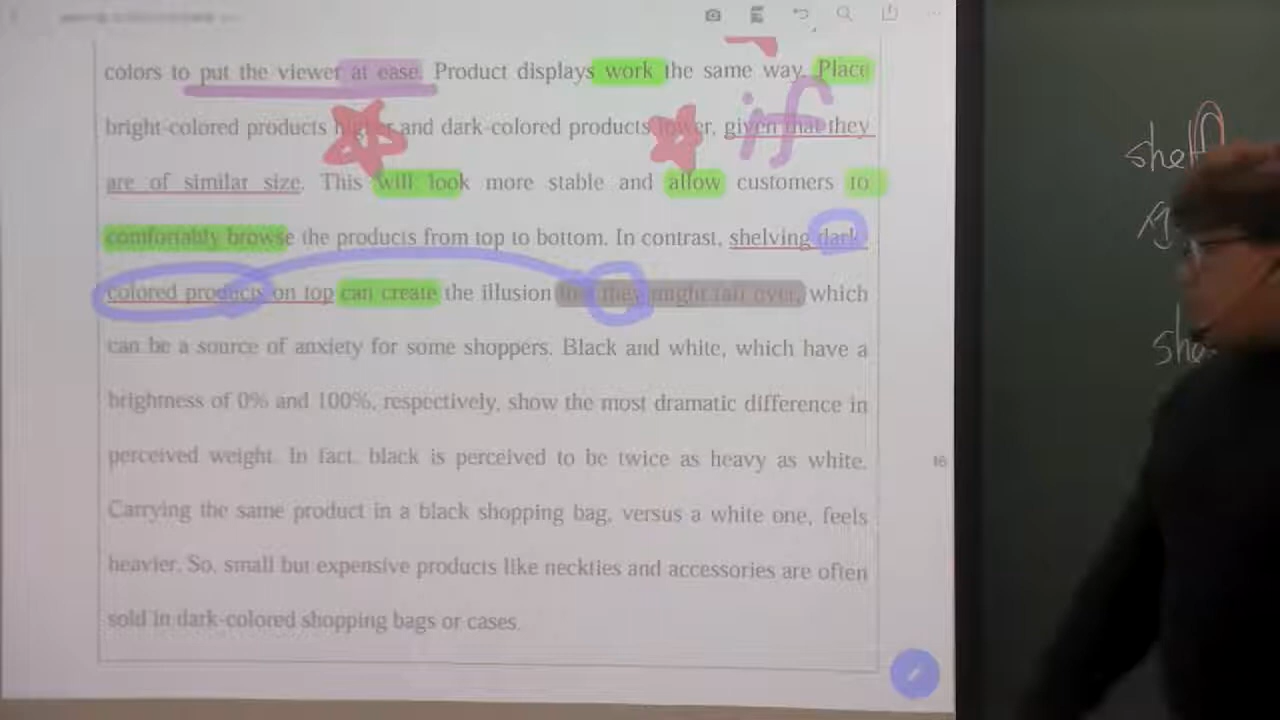 colors to put the viewer at ease. Product displays work the same way. Place
if
bright-colored products higher and dark-colored products lower, given that they
are of similar size. This will look more stable and allow customers to
comfortably browse the products from top to bottom. In contrast, shelving dark
colored products on top can create the illusion they might fall over, which
can be a source of anxiety for some shoppers. Black and white, which have a
brightness of 0% and 100%, respectively, show the most dramatic difference in
perceived weight. In fact, black is perceived to be twice as heavy as white.
Carrying the same product in a black shopping bag, versus a white one, feels
heavier. So, small but expensive products like neckties and accessories are often
sold in dark-colored shopping bags or cases.
16
shelf